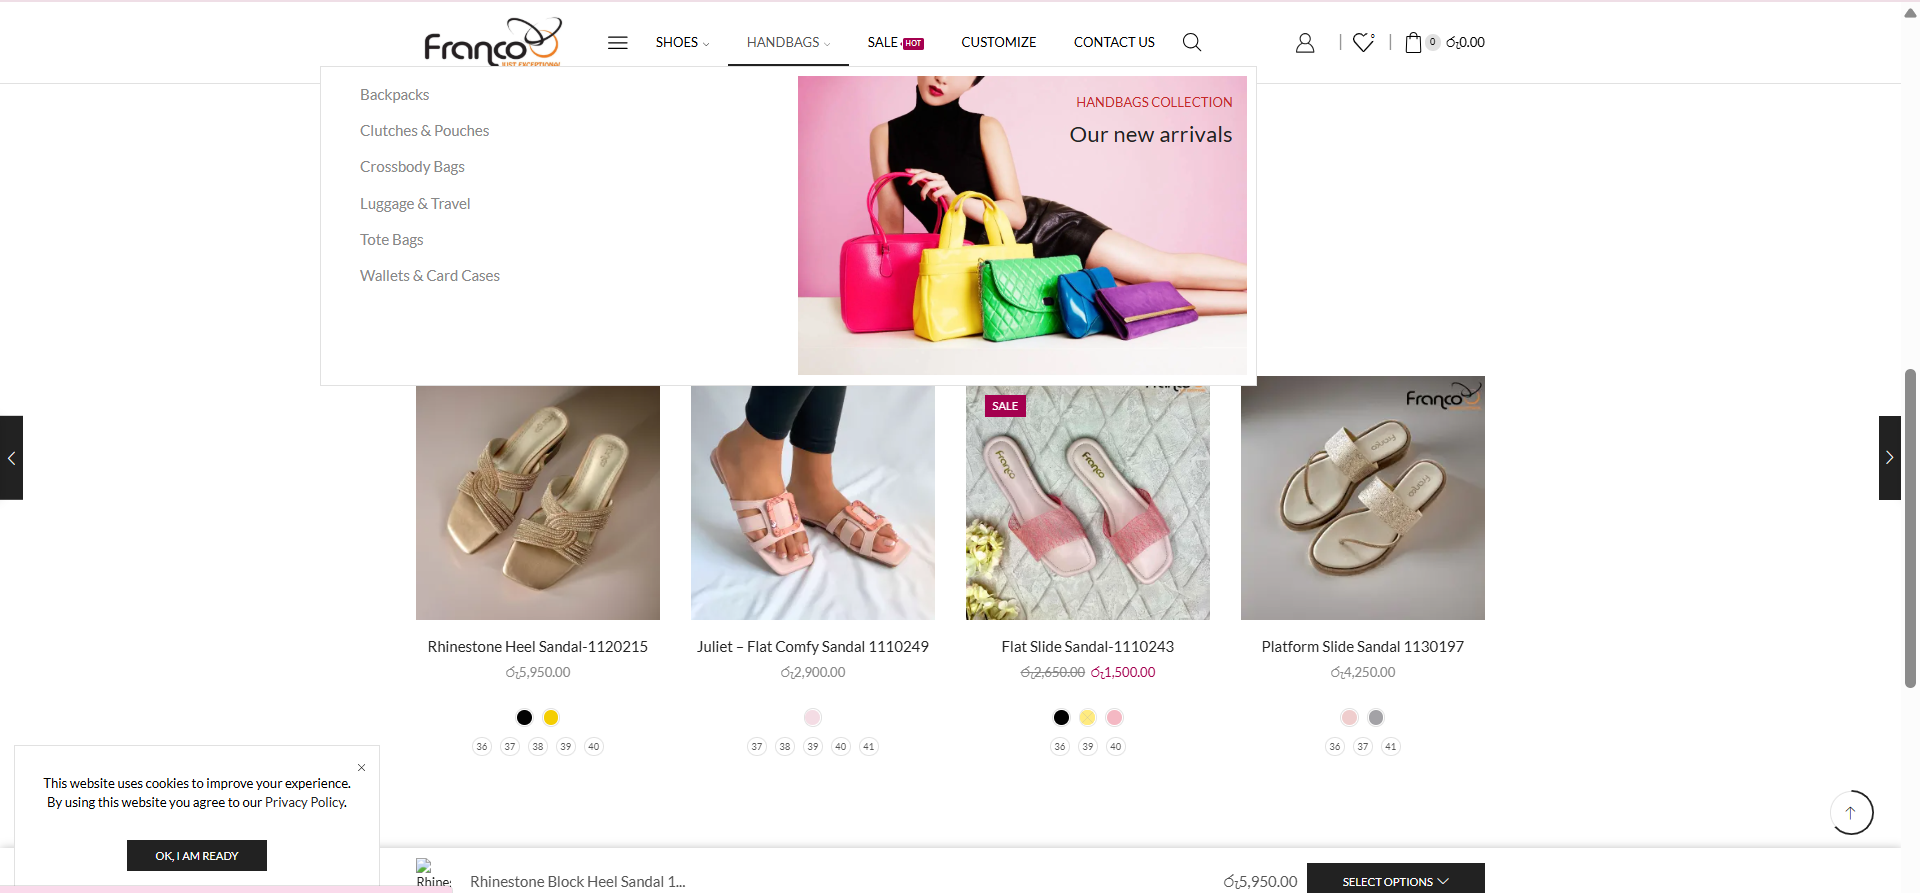 Franco
JUST EXCEPTIONAL
SHOES
HANDBAGS
SALE
HOT
CUSTOMIZE
CONTACT US
0
0
රු0.00
Backpacks
Clutches & Pouches
Crossbody Bags
Luggage & Travel
Tote Bags
Wallets & Card Cases
HANDBAGS COLLECTION
Our new arrivals
SALE
Franco
Franco
Franco
Rhinestone Heel Sandal-1120215
රු5,950.00
36 37 38 39 40
Juliet – Flat Comfy Sandal 1110249
රු2,900.00
37 38 39 40 41
Flat Slide Sandal-1110243
රු2,650.00 රු1,500.00
36 39 40
Platform Slide Sandal 1130197
රු4,250.00
36 37 41
This website uses cookies to improve your experience.
By using this website you agree to our Privacy Policy.
OK, I AM READY
Rhine
Rhinestone Block Heel Sandal 1...
රු5,950.00
SELECT OPTIONS